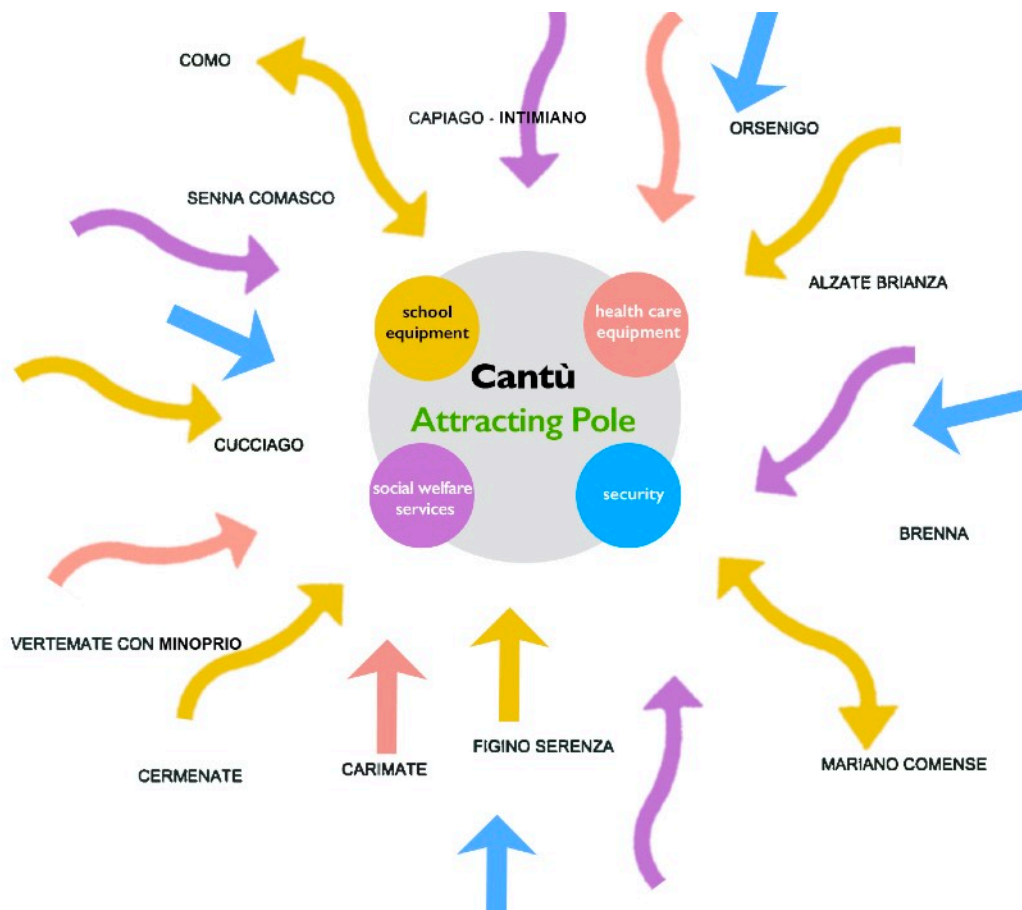 COMO
CAPIAGO - INTIMIANO
ORSENIGO
SENNA COMASCO
ALZATE BRIANZA
school
equipment
health care
equipment
Cantù
Attracting Pole
CUCCIAGO
social welfare
services
security
BRENNA
VERTEMATE CON MINOPRIO
CERMENATE
CARIMATE
FIGINO SERENZA
MARIANO COMENSE